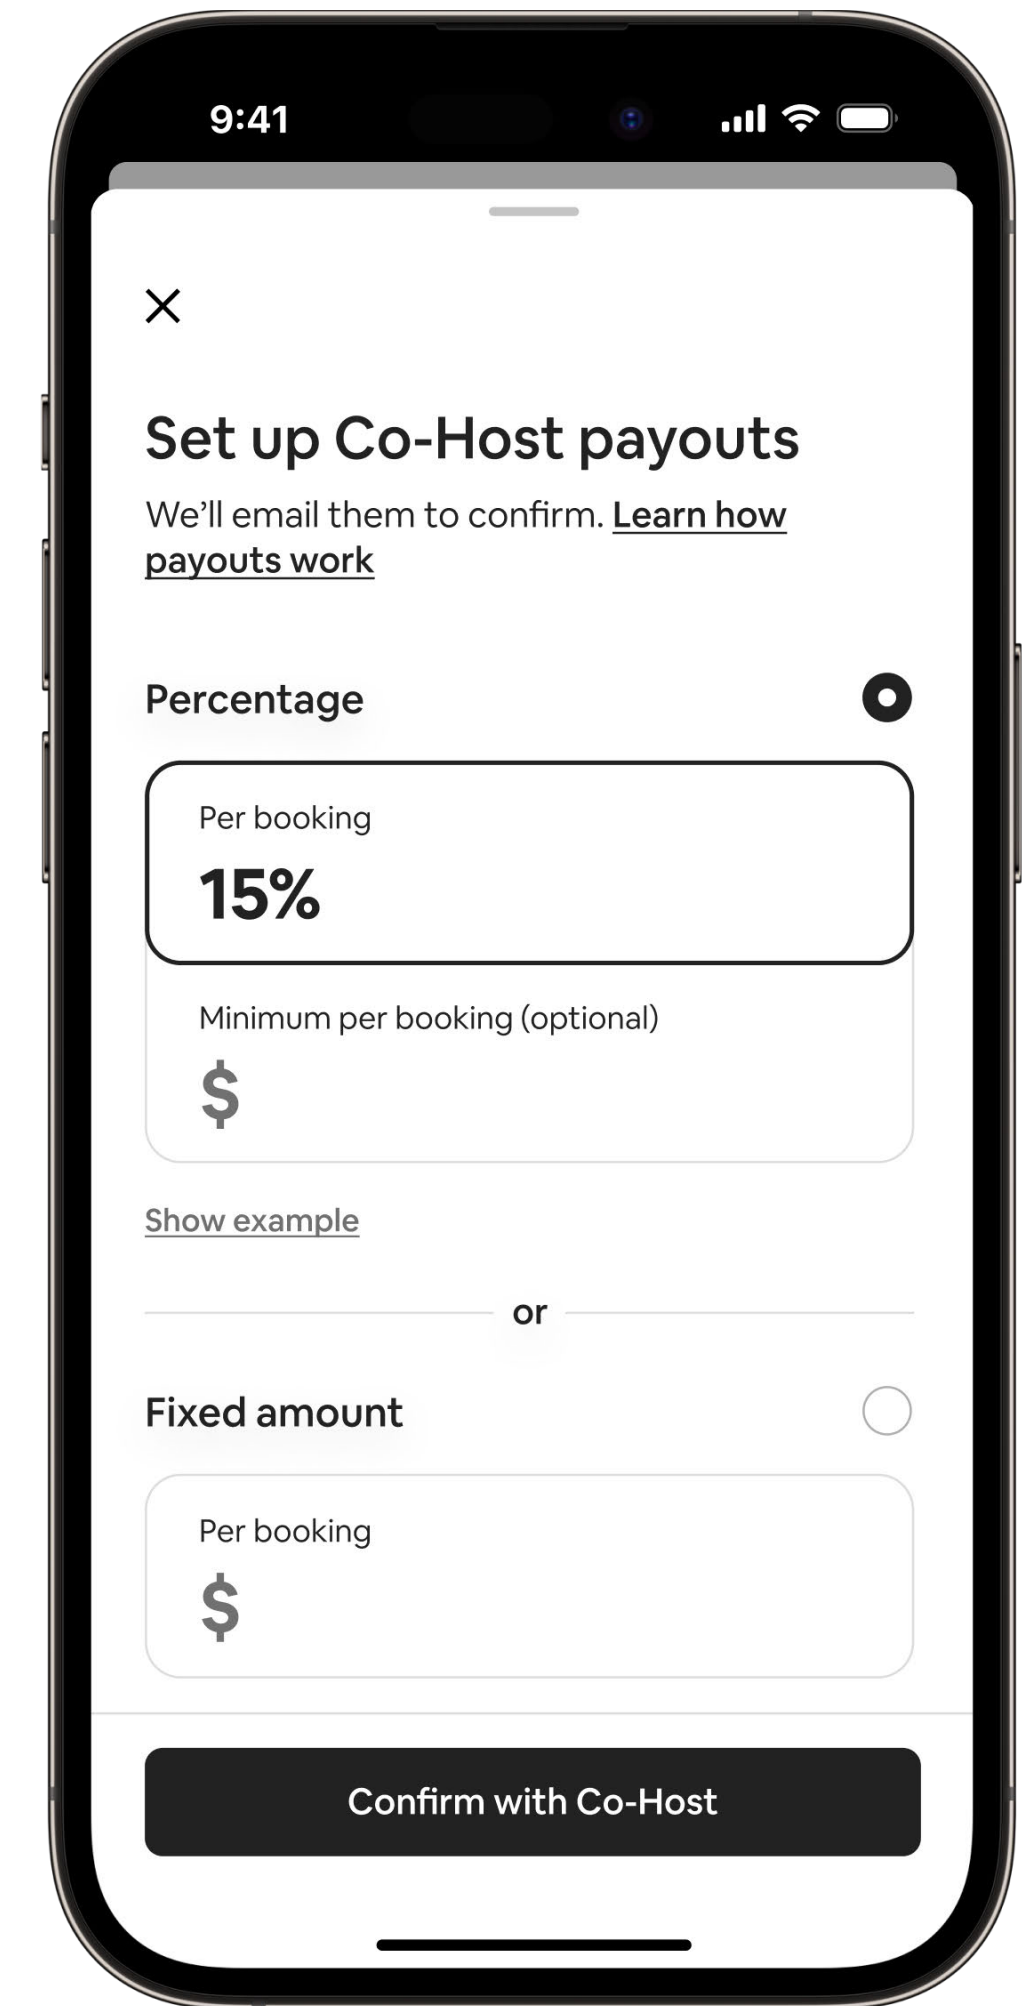 9:41
Set up Co-Host payouts
We’ll email them to confirm. Learn how
payouts work
Percentage
Per booking
15%
Minimum per booking (optional)
$
Show example
or
Fixed amount
Per booking
$
Confirm with Co-Host